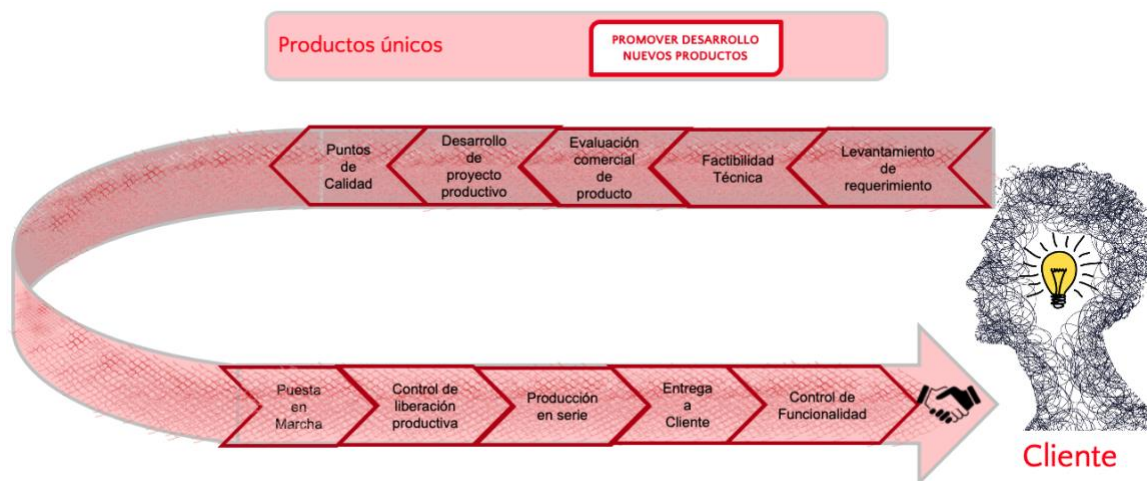 Productos únicos
PROMOVER DESARROLLO
NUEVOS PRODUCTOS
Puntos
de
Calidad
Desarrollo
de
proyecto
productivo
Evaluación
comercial
de
producto
Factibilidad
Técnica
Levantamiento
de
requerimiento
Puesta
en
Marcha
Control de
liberación
productiva
Producción
en serie
Entrega
a
Cliente
Control de
Funcionalidad
Cliente